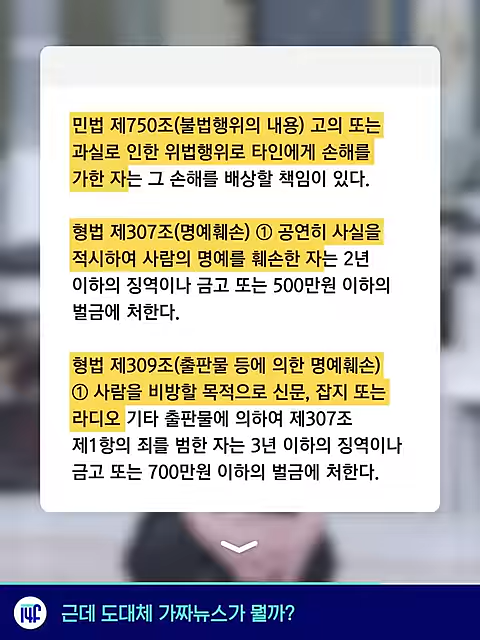 민법 제750조(불법행위의 내용) 고의 또는
과실로 인한 위법행위로 타인에게 손해를
가한 자는 그 손해를 배상할 책임이 있다.
형법 제307조(명예훼손) ① 공연히 사실을
적시하여 사람의 명예를 훼손한 자는 2년
이하의 징역이나 금고 또는 500만원 이하의
벌금에 처한다.
형법 제309조(출판물 등에 의한 명예훼손)
① 사람을 비방할 목적으로 신문, 잡지 또는
라디오 기타 출판물에 의하여 제307조
제1항의 죄를 범한 자는 3년 이하의 징역이나
금고 또는 700만원 이하의 벌금에 처한다.
14F 근데 도대체 가짜뉴스가 뭘까?